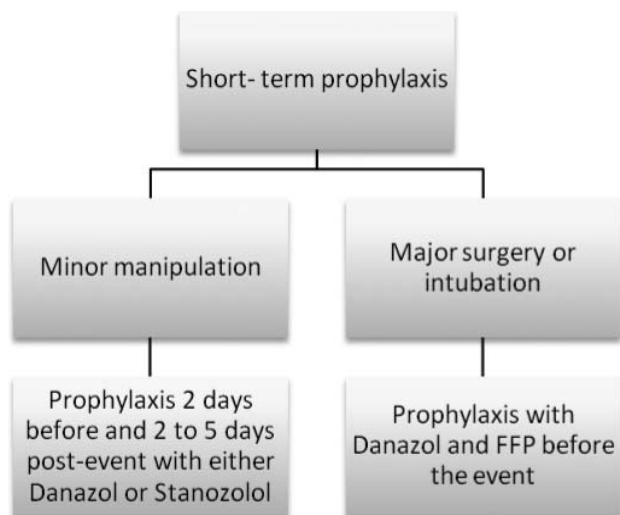 Short- term prophylaxis
Minor manipulation
Major surgery or
intubation
Prophylaxis 2 days
before and 2 to 5 days
post-event with either
Danazol or Stanozolol
Prophylaxis with
Danazol and FFP before
the event